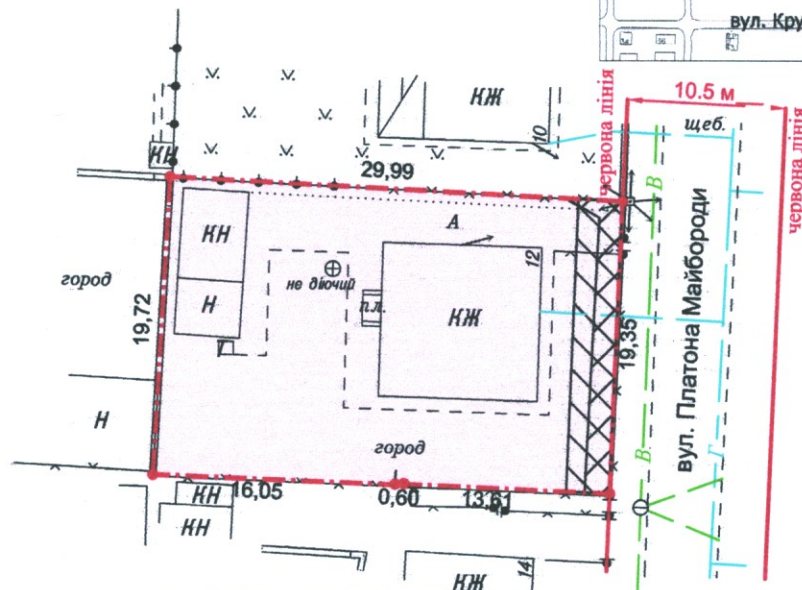 вул. Кру
10.5 м
КЖ
10
щеб.
червона лінія
В
червона лінія
КН
29,99
А
КН
12
город
не діючий
Н
п.л.
КЖ
19,72
19,35
вул. Платона Майбороди
Н
город
В
Г
16,05
0,60
13,61
КН
КН
КЖ
14